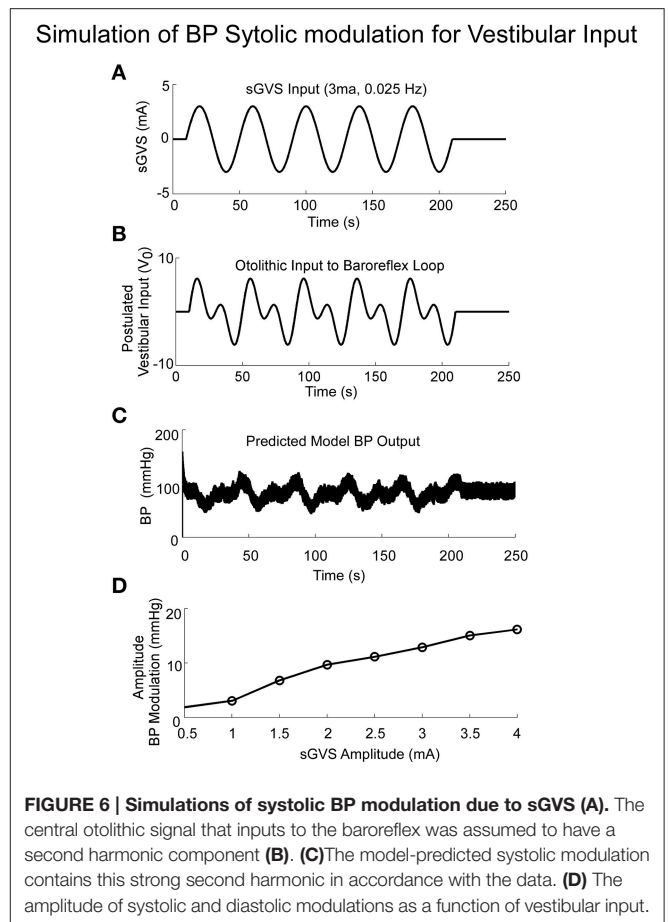 Simulation of BP Sytolic modulation for Vestibular Input
A
sGVS Input (3ma, 0.025 Hz)
sGVS (mA)
5
0
-5
0 50 100 150 200 250
Time (s)
B
Otolithic Input to Baroreflex Loop
Postulated
Vestibular Input (V0)
10
-10
0 50 100 150 200 250
Time (s)
C
Predicted Model BP Output
BP (mmHg)
200
100
0
0 50 100 150 200 250
Time (s)
D
Amplitude
BP Modulation (mmHg)
20
10
0
0.5 1 1.5 2 2.5 3 3.5 4
sGVS Amplitude (mA)
FIGURE 6 | Simulations of systolic BP modulation due to sGVS (A). The
central otolithic signal that inputs to the baroreflex was assumed to have a
second harmonic component (B). (C)The model-predicted systolic modulation
contains this strong second harmonic in accordance with the data. (D) The
amplitude of systolic and diastolic modulations as a function of vestibular input.